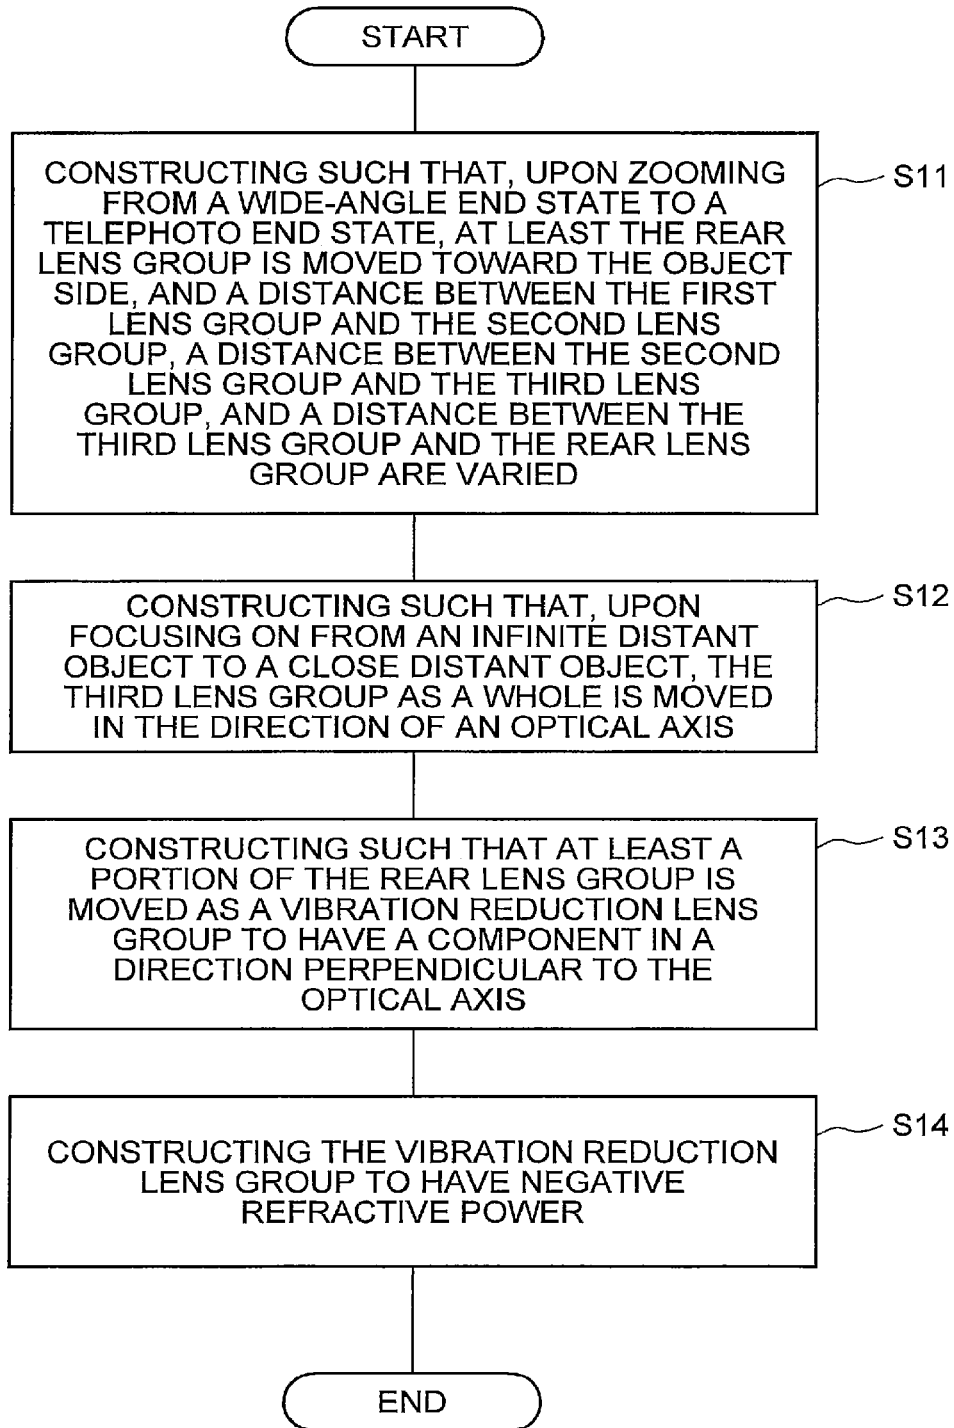 START
CONSTRUCTING SUCH THAT, UPON ZOOMING
FROM A WIDE-ANGLE END STATE TO A
TELEPHOTO END STATE, AT LEAST THE REAR
LENS GROUP IS MOVED TOWARD THE OBJECT
SIDE, AND A DISTANCE BETWEEN THE FIRST
LENS GROUP AND THE SECOND LENS
GROUP, A DISTANCE BETWEEN THE SECOND
LENS GROUP AND THE THIRD LENS
GROUP, AND A DISTANCE BETWEEN THE
THIRD LENS GROUP AND THE REAR LENS
GROUP ARE VARIED
S11
CONSTRUCTING SUCH THAT, UPON
FOCUSING ON FROM AN INFINITE DISTANT
OBJECT TO A CLOSE DISTANT OBJECT, THE
THIRD LENS GROUP AS A WHOLE IS MOVED
IN THE DIRECTION OF AN OPTICAL AXIS
S12
CONSTRUCTING SUCH THAT AT LEAST A
PORTION OF THE REAR LENS GROUP IS
MOVED AS A VIBRATION REDUCTION LENS
GROUP TO HAVE A COMPONENT IN A
DIRECTION PERPENDICULAR TO THE
OPTICAL AXIS
S13
CONSTRUCTING THE VIBRATION REDUCTION
LENS GROUP TO HAVE NEGATIVE
REFRACTIVE POWER
S14
END